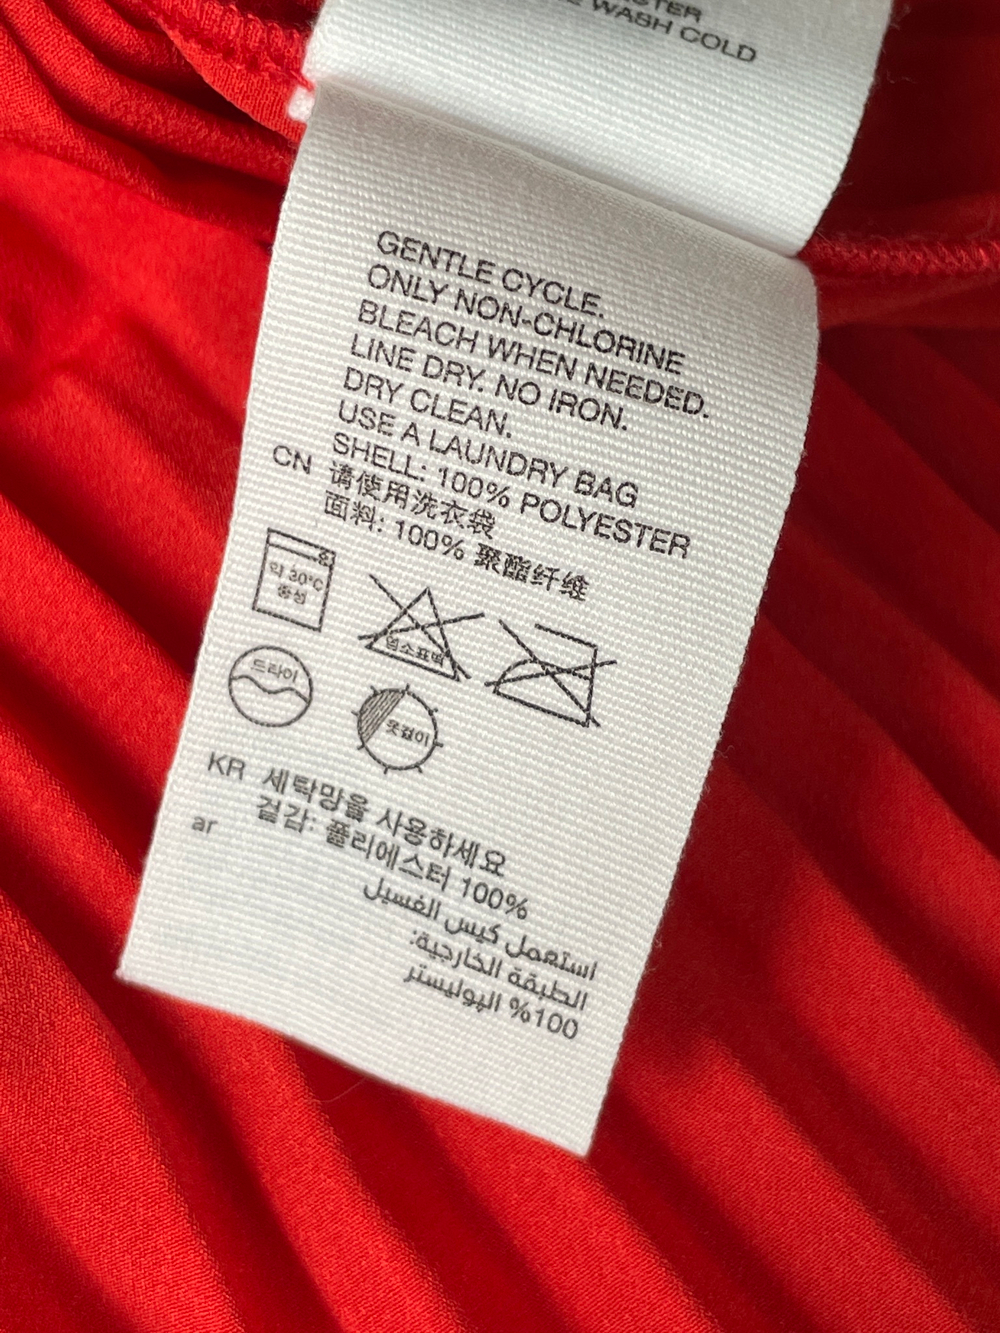 WASH COLD
GENTLE CYCLE.
ONLY NON-CHLORINE
BLEACH WHEN NEEDED.
LINE DRY. NO IRON.
DRY CLEAN.
USE A LAUNDRY BAG
SHELL: 100% POLYESTER
CN 请使用洗衣袋
面料: 100% 聚酯纤维
약 30°C
중성
염소표백
드라이
옷걸이
KR 세탁망을 사용하세요
겉감: 폴리에스터 100%
ar
استعمل كيس الغسيل
الطبقة الخارجية:
100% البوليستر